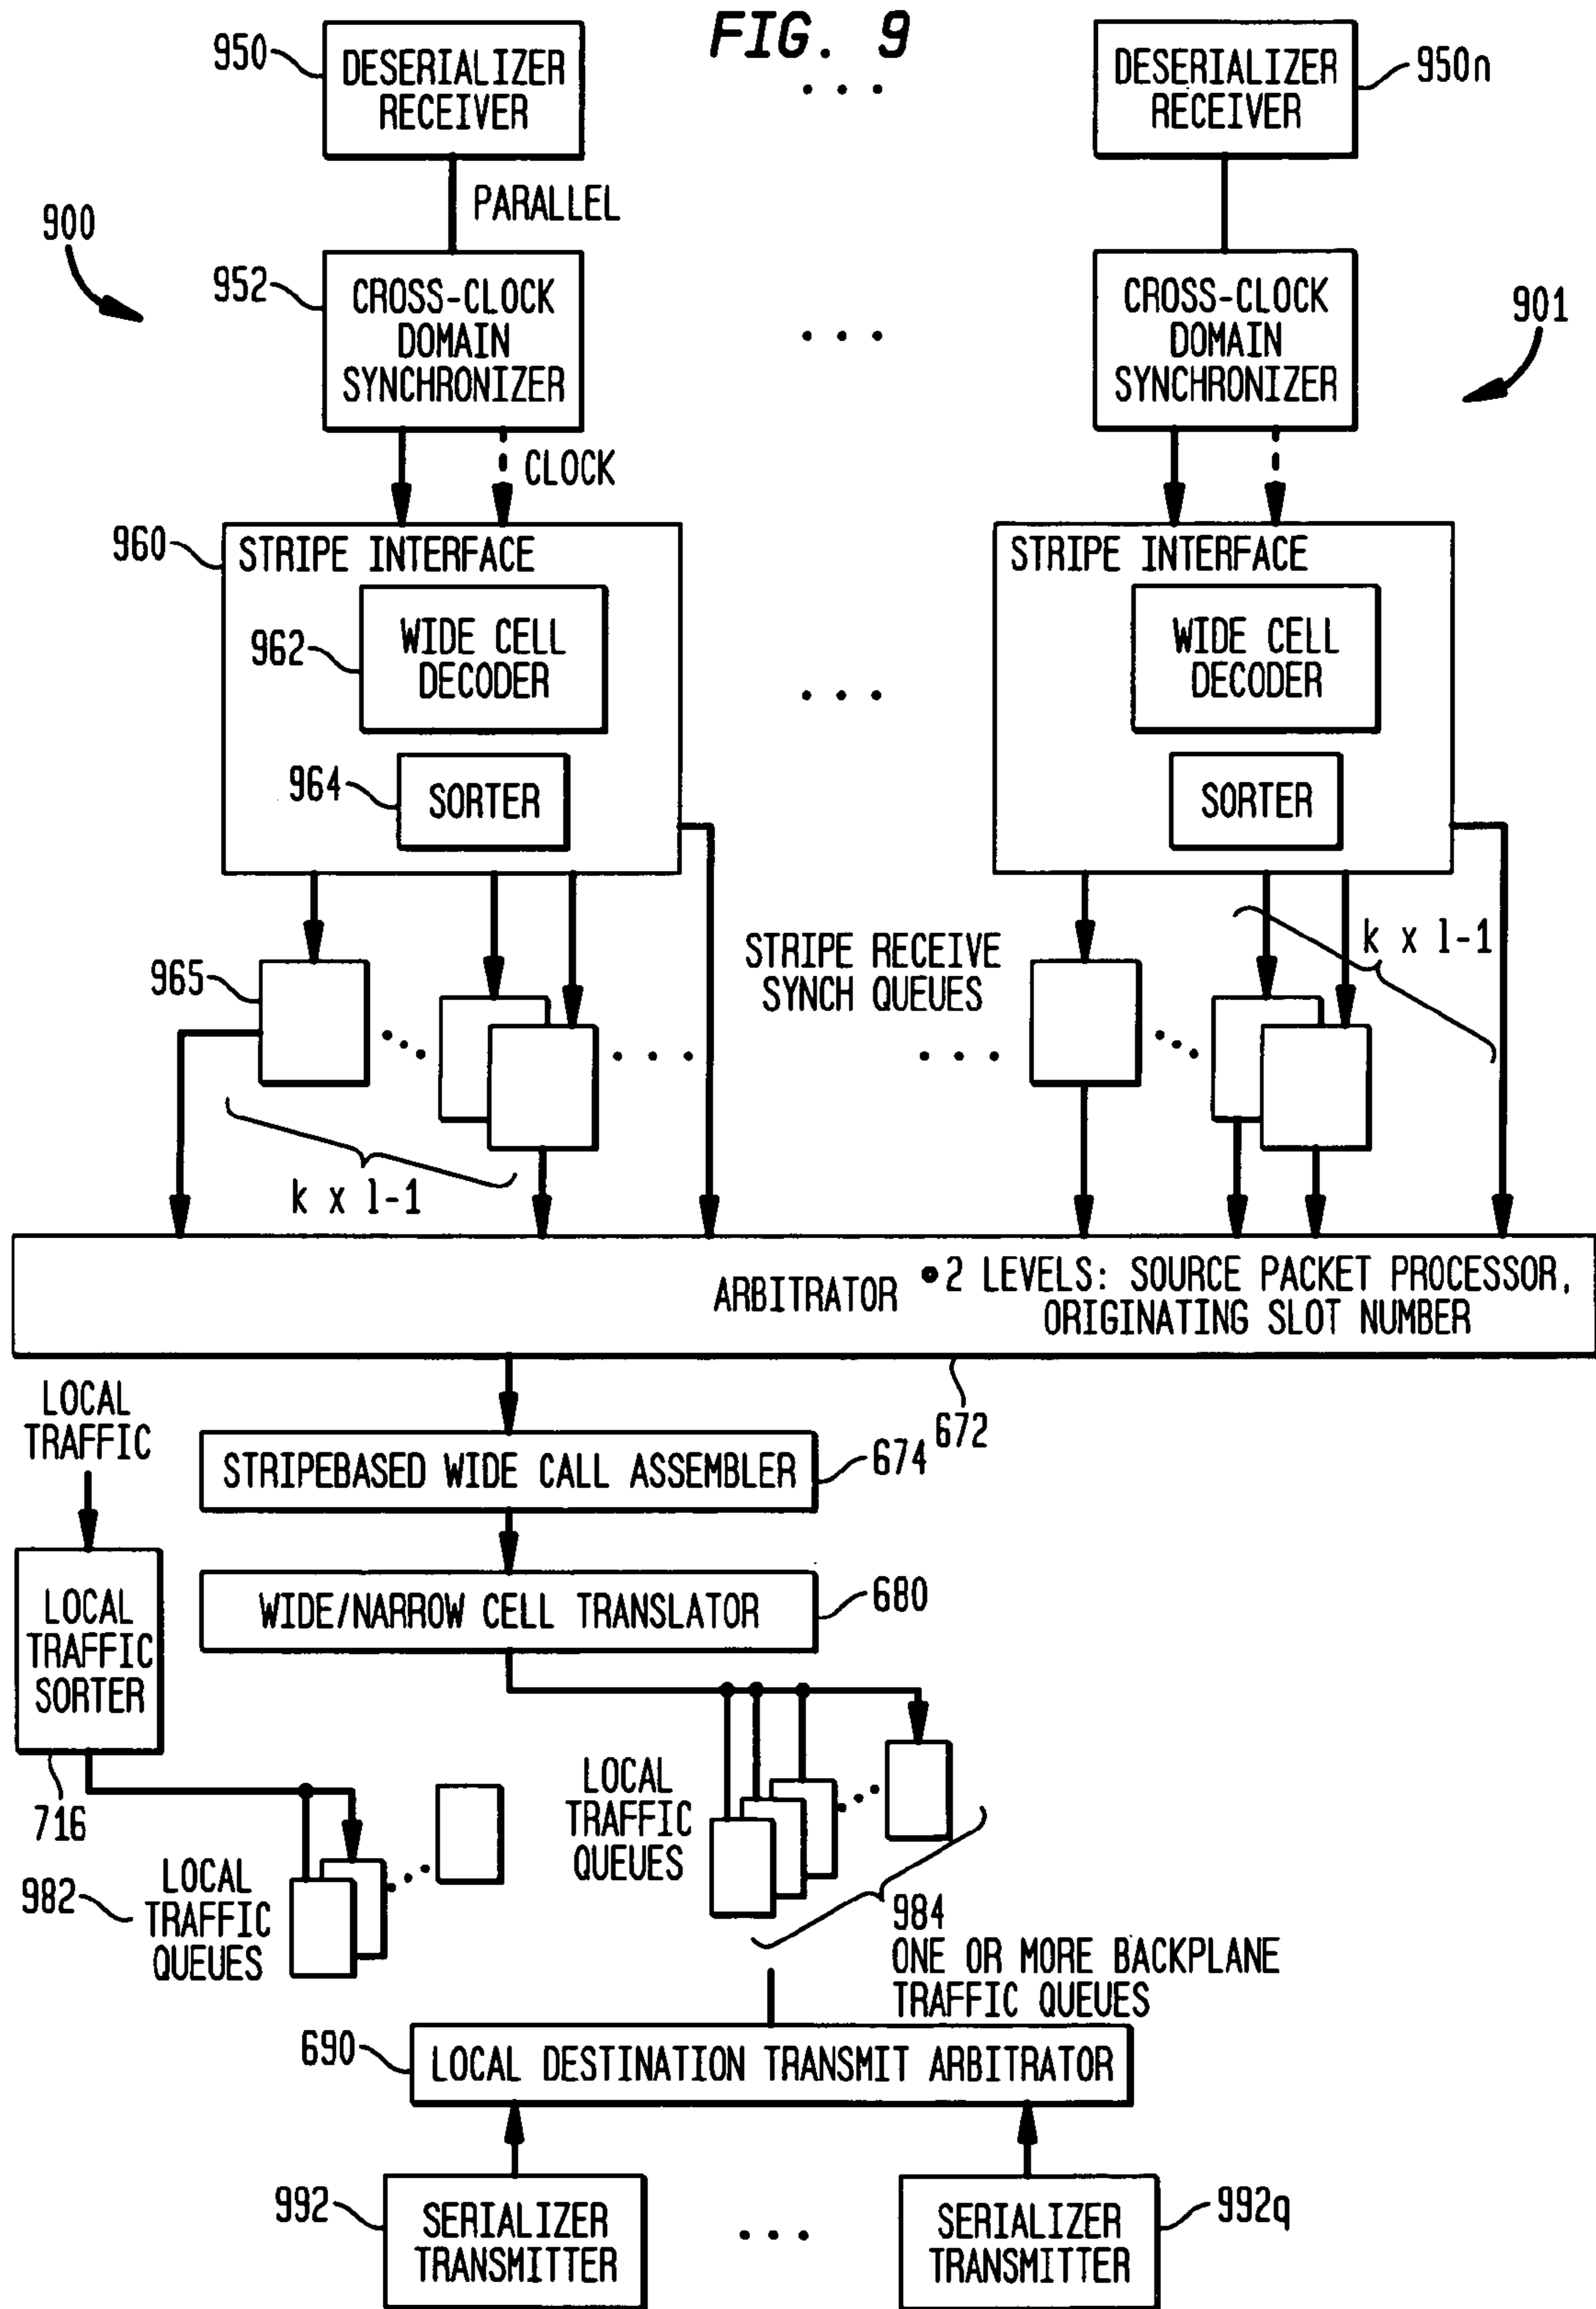 FIG. 9
950
DESERIALIZER
RECEIVER
. . .
DESERIALIZER
RECEIVER
950n
PARALLEL
900
952
CROSS-CLOCK
DOMAIN
SYNCHRONIZER
. . .
CROSS-CLOCK
DOMAIN
SYNCHRONIZER
901
CLOCK
960
STRIPE INTERFACE
STRIPE INTERFACE
962
WIDE CELL
DECODER
. . .
WIDE CELL
DECODER
964
SORTER
SORTER
965
STRIPE RECEIVE
SYNCH QUEUES
k x l-1
k x l-1
ARBITRATOR
• 2 LEVELS: SOURCE PACKET PROCESSOR,
ORIGINATING SLOT NUMBER
672
LOCAL
TRAFFIC
STRIPEBASED WIDE CALL ASSEMBLER
674
WIDE/NARROW CELL TRANSLATOR
680
LOCAL
TRAFFIC
SORTER
716
LOCAL
TRAFFIC
QUEUES
982
LOCAL
TRAFFIC
QUEUES
984
ONE OR MORE BACKPLANE
TRAFFIC QUEUES
690
LOCAL DESTINATION TRANSMIT ARBITRATOR
992
SERIALIZER
TRANSMITTER
. . .
SERIALIZER
TRANSMITTER
992q